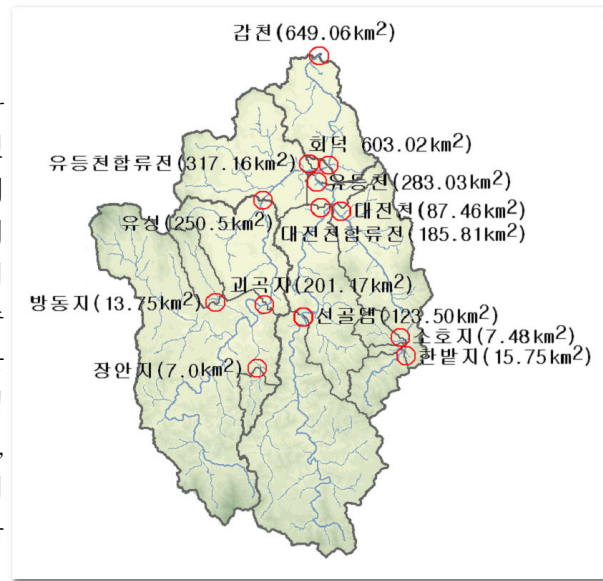 갑천(649.06km²)
회덕 603.02km²)
유등천합류전(317.16km²)
유등천(283.03km²)
대전천(87.46km²)
유성(250.5km²)
대전천합류전(185.81km²)
괴곡지(201.17km²)
방동지(13.75km²)
선골댐(123.50km²)
소호지(7.48km²)
한밭지(15.75km²)
장안지(7.0km²)